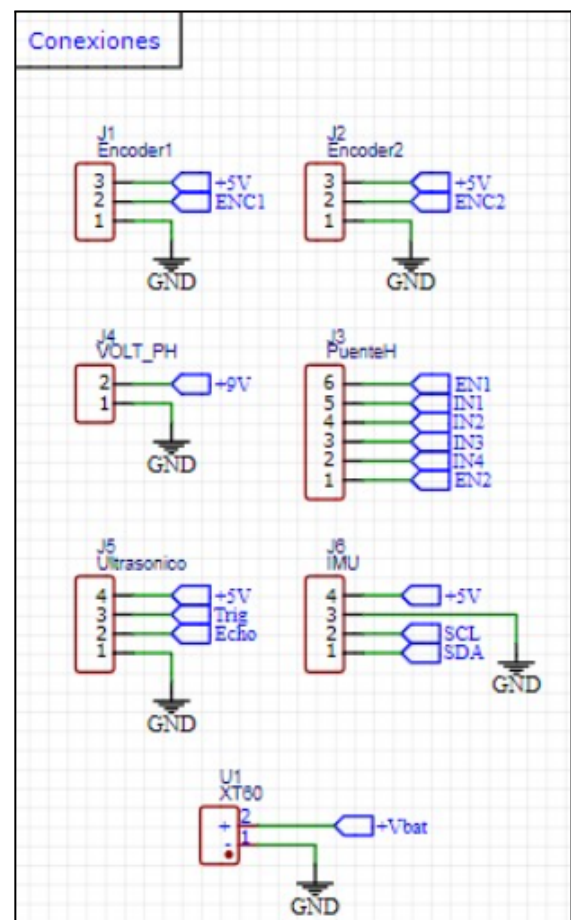 Conexiones
J1
Encoder1
3 +5V
2 ENC1
1
GND
J2
Encoder2
3 +5V
2 ENC2
1
GND
J4
VOLT_PH
2 +9V
1
GND
J3
PuenteH
6 EN1
5 IN1
4 IN2
3 IN3
2 IN4
1 EN2
J5
Ultrasonico
4 +5V
3 Trig
2 Echo
1
GND
J6
IMU
4 +5V
3
2 SCL
1 SDA
GND
U1
XT60
+ 2 +Vbat
- 1
GND